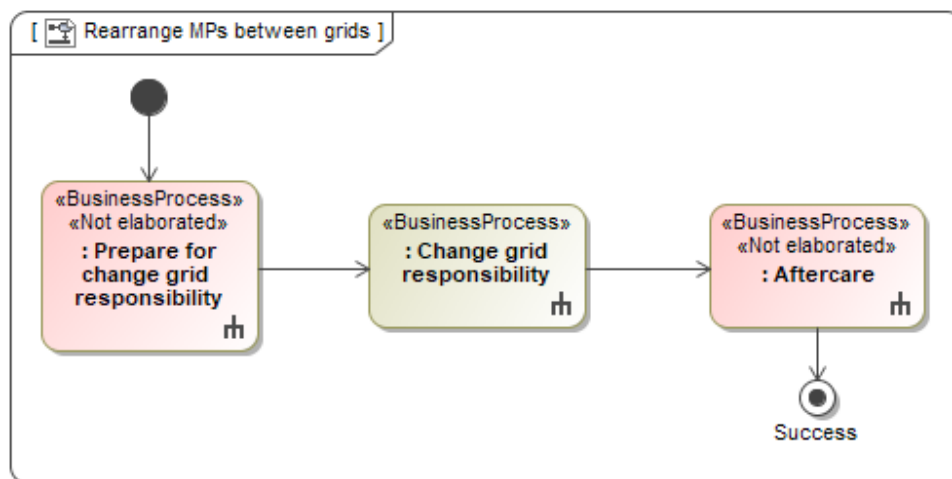 [ Rearrange MPs between grids ]
«BusinessProcess»
«Not elaborated»
: Prepare for
change grid
responsibility
«BusinessProcess»
: Change grid
responsibility
«BusinessProcess»
«Not elaborated»
: Aftercare
Success